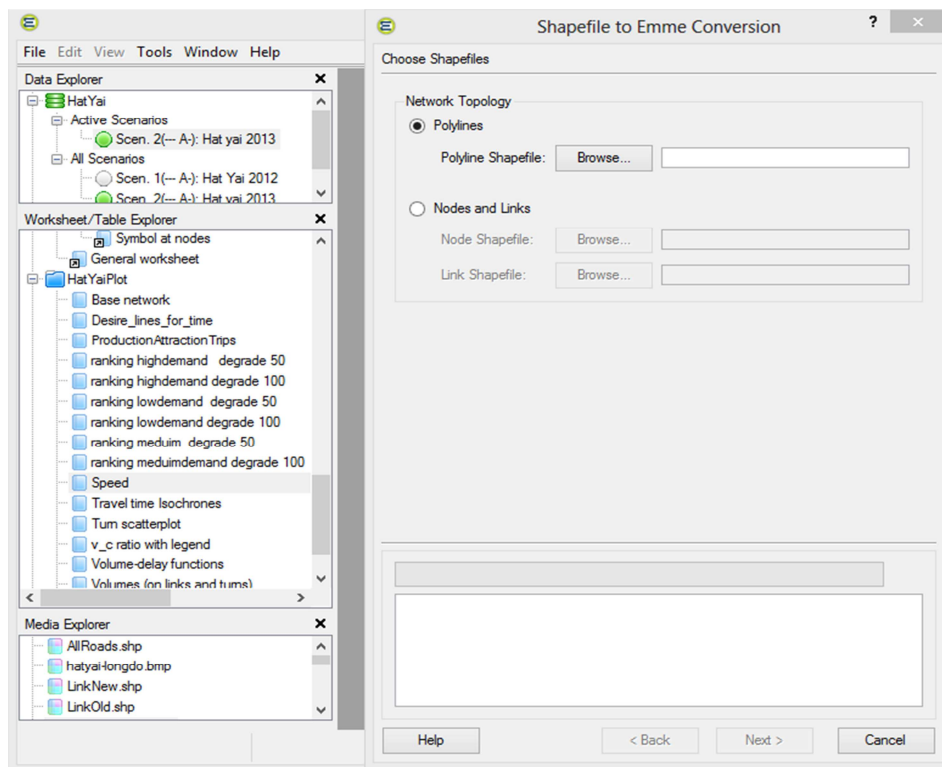 File Edit View Tools Window Help
Data Explorer
HatYai
Active Scenarios
Scen. 2(--- A-): Hat yai 2013
All Scenarios
Scen. 1(--- A-): Hat Yai 2012
Scen. 2(--- A-): Hat yai 2013
Worksheet/Table Explorer
Symbol at nodes
General worksheet
HatYaiPlot
Base network
Desire_lines_for_time
ProductionAttractionTrips
ranking highdemand degrade 50
ranking highdemand degrade 100
ranking lowdemand degrade 50
ranking lowdemand degrade 100
ranking meduim degrade 50
ranking meduimdemand degrade 100
Speed
Travel time Isochrones
Turn scatterplot
v_c ratio with legend
Volume-delay functions
Volumes (on links and turns)
Media Explorer
AllRoads.shp
hatyai-longdo.bmp
LinkNew.shp
LinkOld.shp
Shapefile to Emme Conversion
Choose Shapefiles
Network Topology
Polylines
Polyline Shapefile: Browse...
Nodes and Links
Node Shapefile: Browse...
Link Shapefile: Browse...
Help < Back Next > Cancel